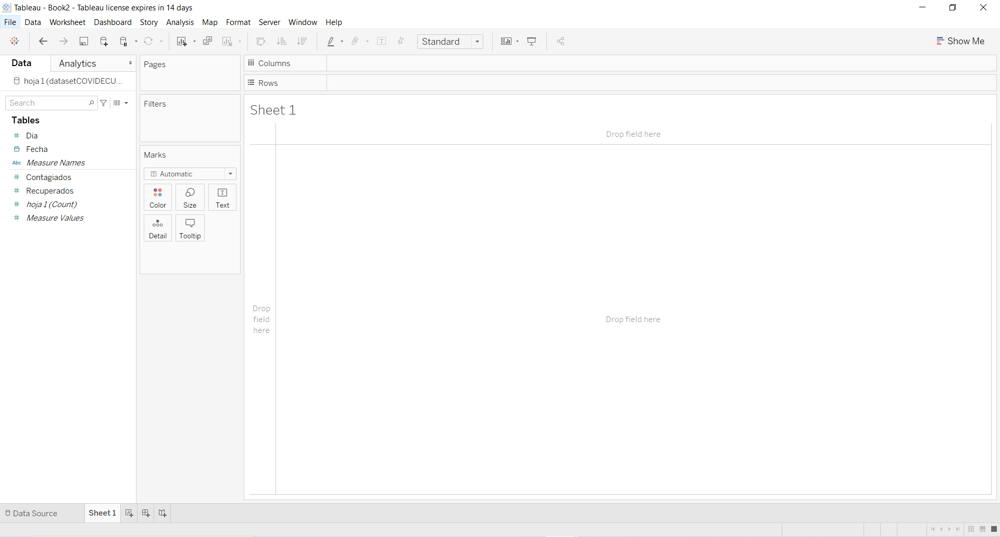 Tableau - Book2 - Tableau license expires in 14 days
File Data Worksheet Dashboard Story Analysis Map Format Server Window Help
Standard
Show Me
Data Analytics
hoja 1 (datasetCOVIDECU...
Search
Tables
Dia
Fecha
Abc Measure Names
Contagiados
Recuperados
hoja 1 (Count)
Measure Values
Pages
Filters
Marks
T Automatic
Color Size Text
Detail Tooltip
Columns
Rows
Sheet 1
Drop field here
Drop
field
here
Drop field here
Data Source Sheet 1